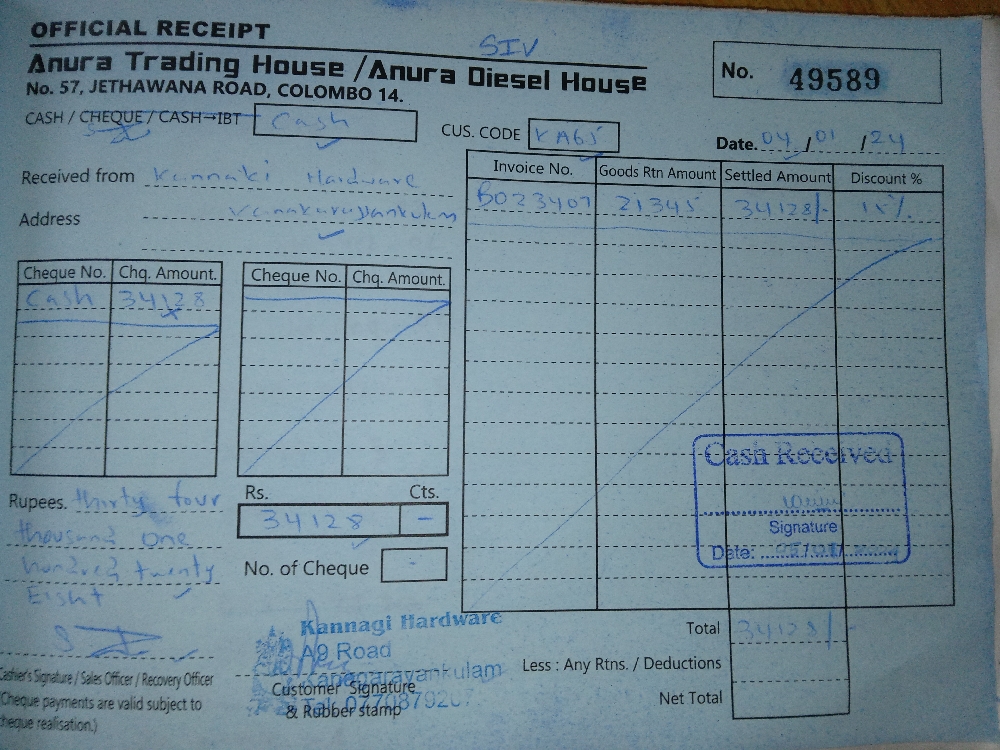 OFFICIAL RECEIPT
SIV
Anura Trading House / Anura Diesel House
No. 57, JETHAWANA ROAD, COLOMBO 14.
No. 49589
CASH / CHEQUE / CASH-IBT Cash
CUS. CODE KA65
Date. 04 / 01 / 24
Received from Kannaki Hardware
Address
Invoice No. Goods Rtn Amount Settled Amount Discount %
B023407 21345 34128/-
Cheque No. Chq. Amount. Cheque No. Chq. Amount.
Cash 34128
Cash Received
Signature
Date:
Rupees. thirty four
thousand one
hundred twenty
Eight
Rs. Cts.
34128 -
No. of Cheque -
Kannagi Hardware
A9 Road
Kanagarayankulam
Customer Signature
& Rubber stamp
Cashier's Signature / Sales Officer / Recovery Officer
(Cheque payments are valid subject to
cheque realisation.)
Total 34128/-
Less : Any Rtns. / Deductions
Net Total